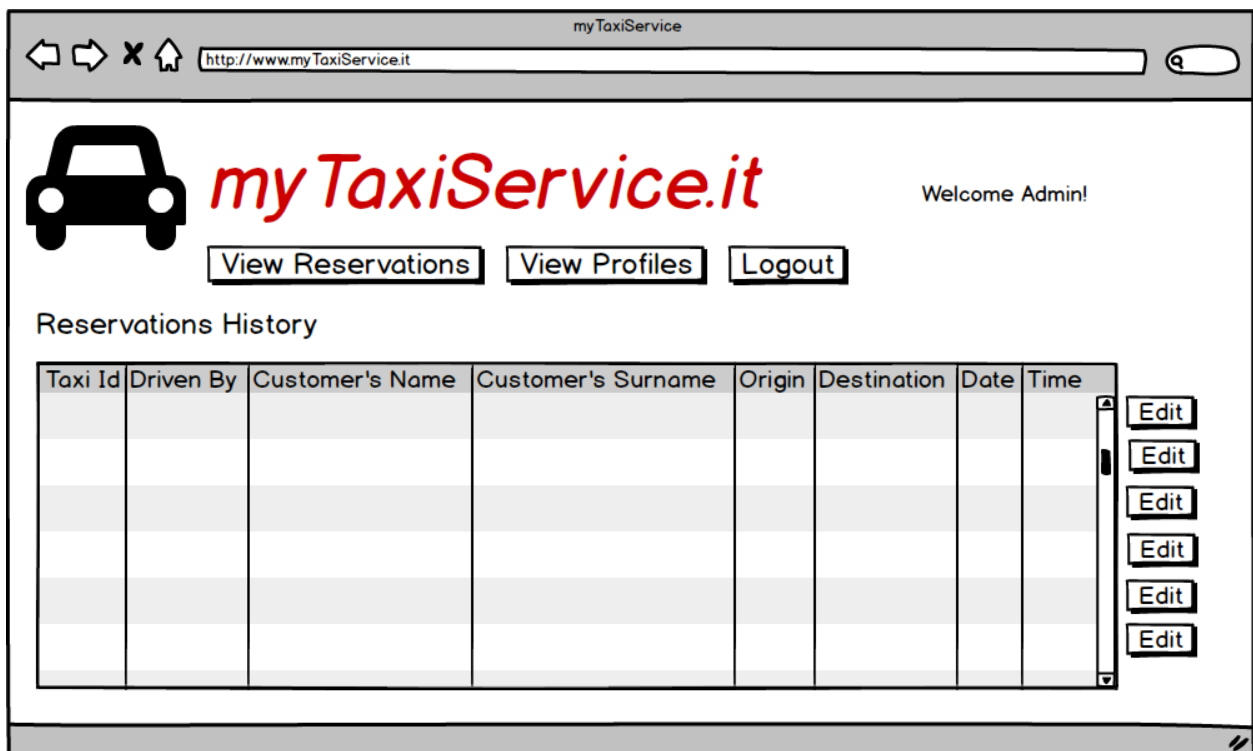 myTaxiService
http://www.myTaxiService.it
myTaxiService.it
Welcome Admin!
View Reservations View Profiles Logout
Reservations History
Taxi Id Driven By Customer's Name Customer's Surname Origin Destination Date Time
Edit
Edit
Edit
Edit
Edit
Edit